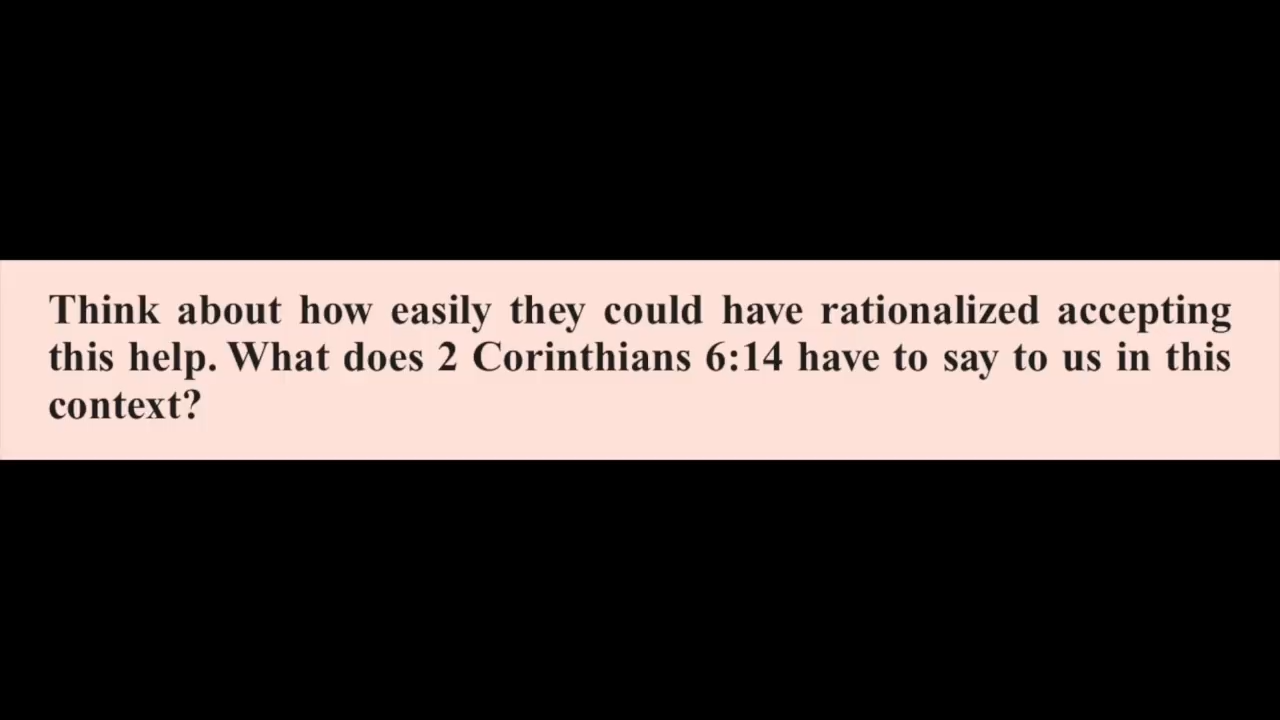 Think about how easily they could have rationalized accepting
this help. What does 2 Corinthians 6:14 have to say to us in this
context?